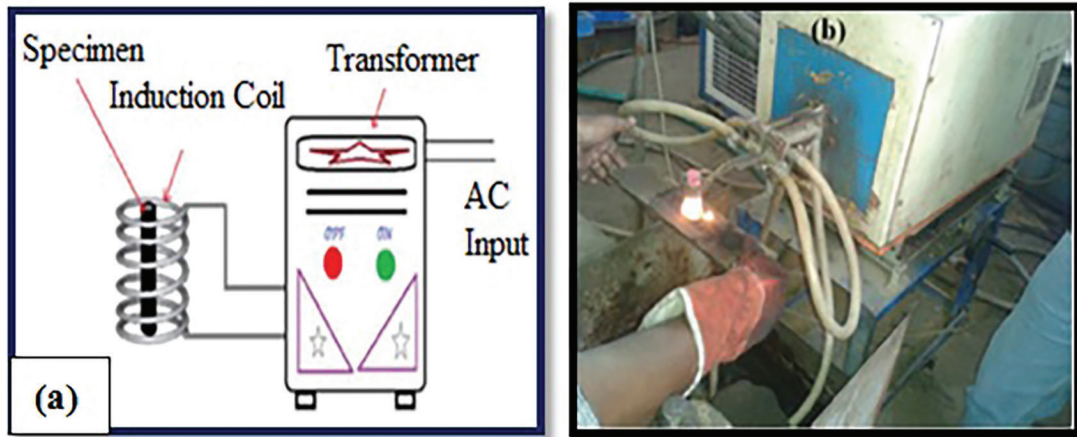 Specimen
Induction Coil
Transformer
AC
Input
OFF
ON
(a)
(b)